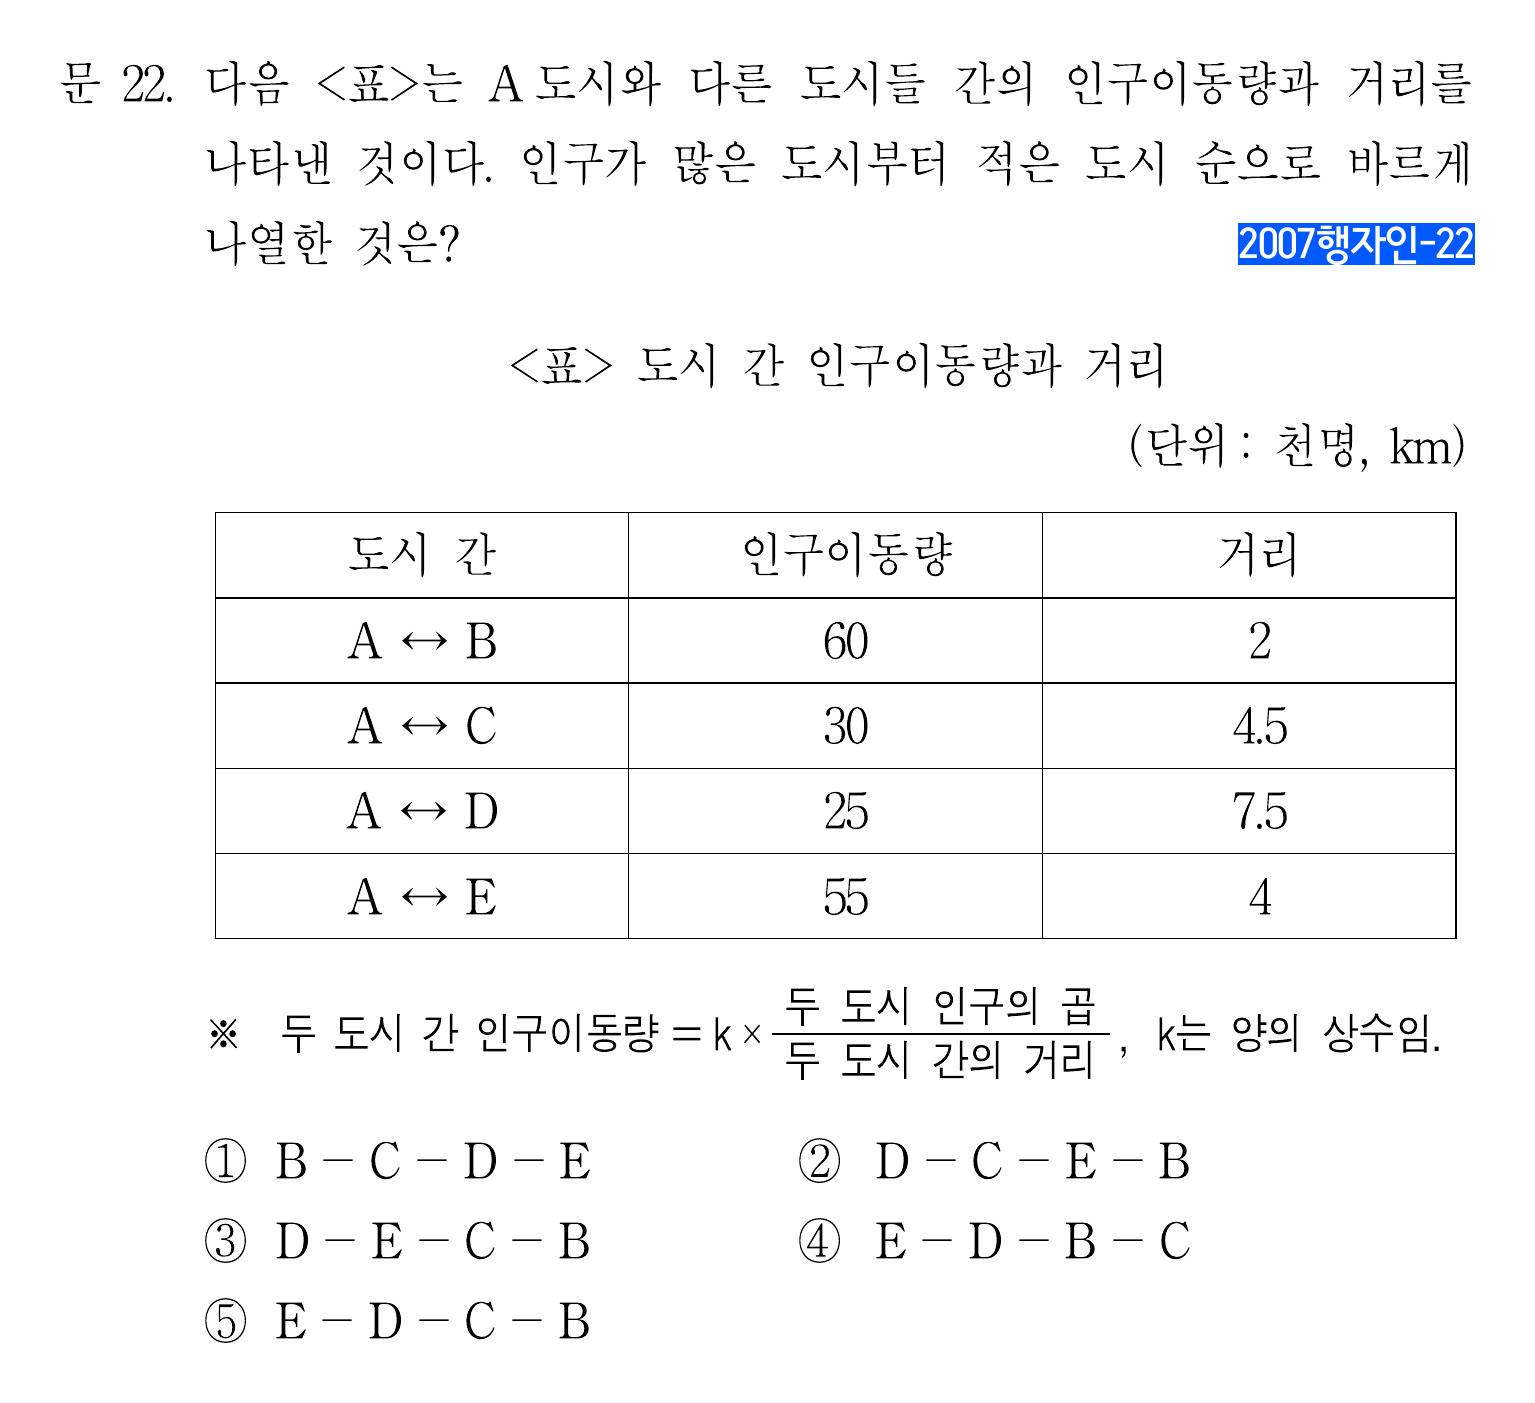 문 22. 다음 <표>는 A도시와 다른 도시들 간의 인구이동량과 거리를
나타낸 것이다. 인구가 많은 도시부터 적은 도시 순으로 바르게
나열한 것은? 2007행자인-22
<표> 도시 간 인구이동량과 거리
(단위 : 천명, km)
도시 간 인구이동량 거리
A ↔ B 60 2
A ↔ C 30 4.5
A ↔ D 25 7.5
A ↔ E 55 4
※ 두 도시 간 인구이동량 = k × 두 도시 인구의 곱 / 두 도시 간의 거리, k는 양의 상수임.
① B - C - D - E ② D - C - E - B
③ D - E - C - B ④ E - D - B - C
⑤ E - D - C - B